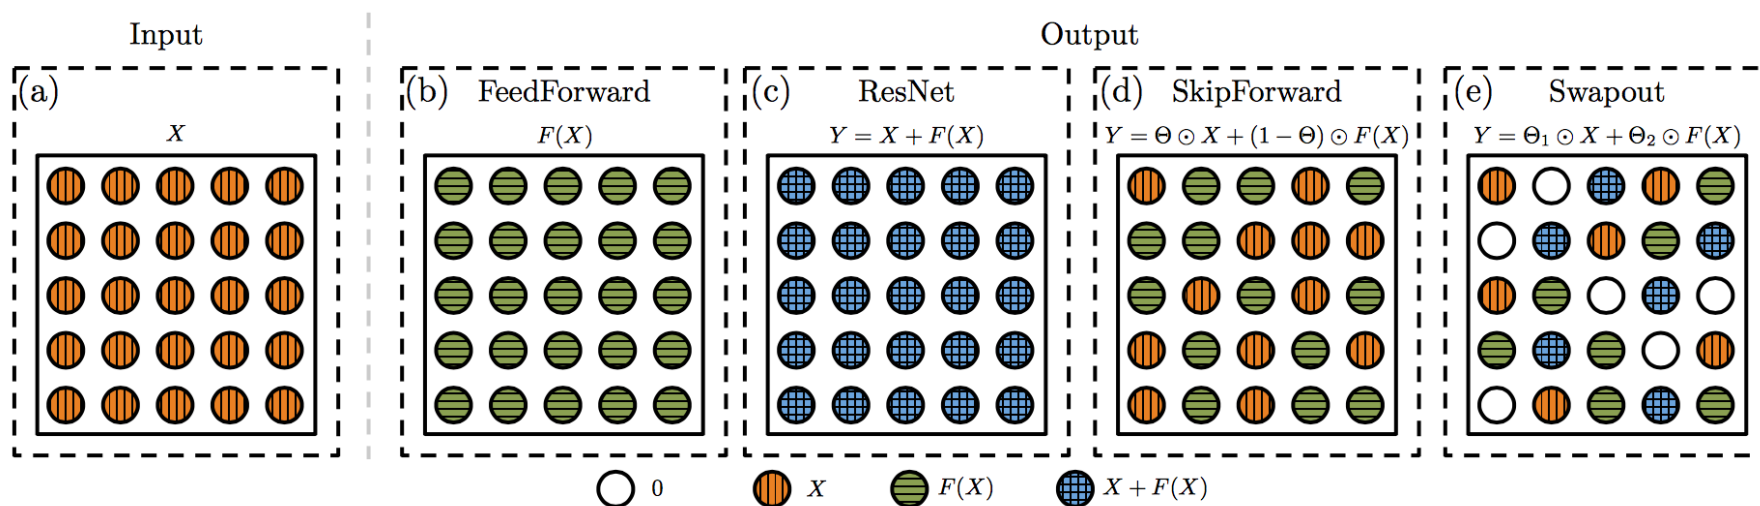 Input
Output
(a)
X
(b) FeedForward
F(X)
(c) ResNet
Y = X + F(X)
(d) SkipForward
Y = Θ ⊙ X + (1 − Θ) ⊙ F(X)
(e) Swapout
Y = Θ₁ ⊙ X + Θ₂ ⊙ F(X)
0 X F(X) X + F(X)